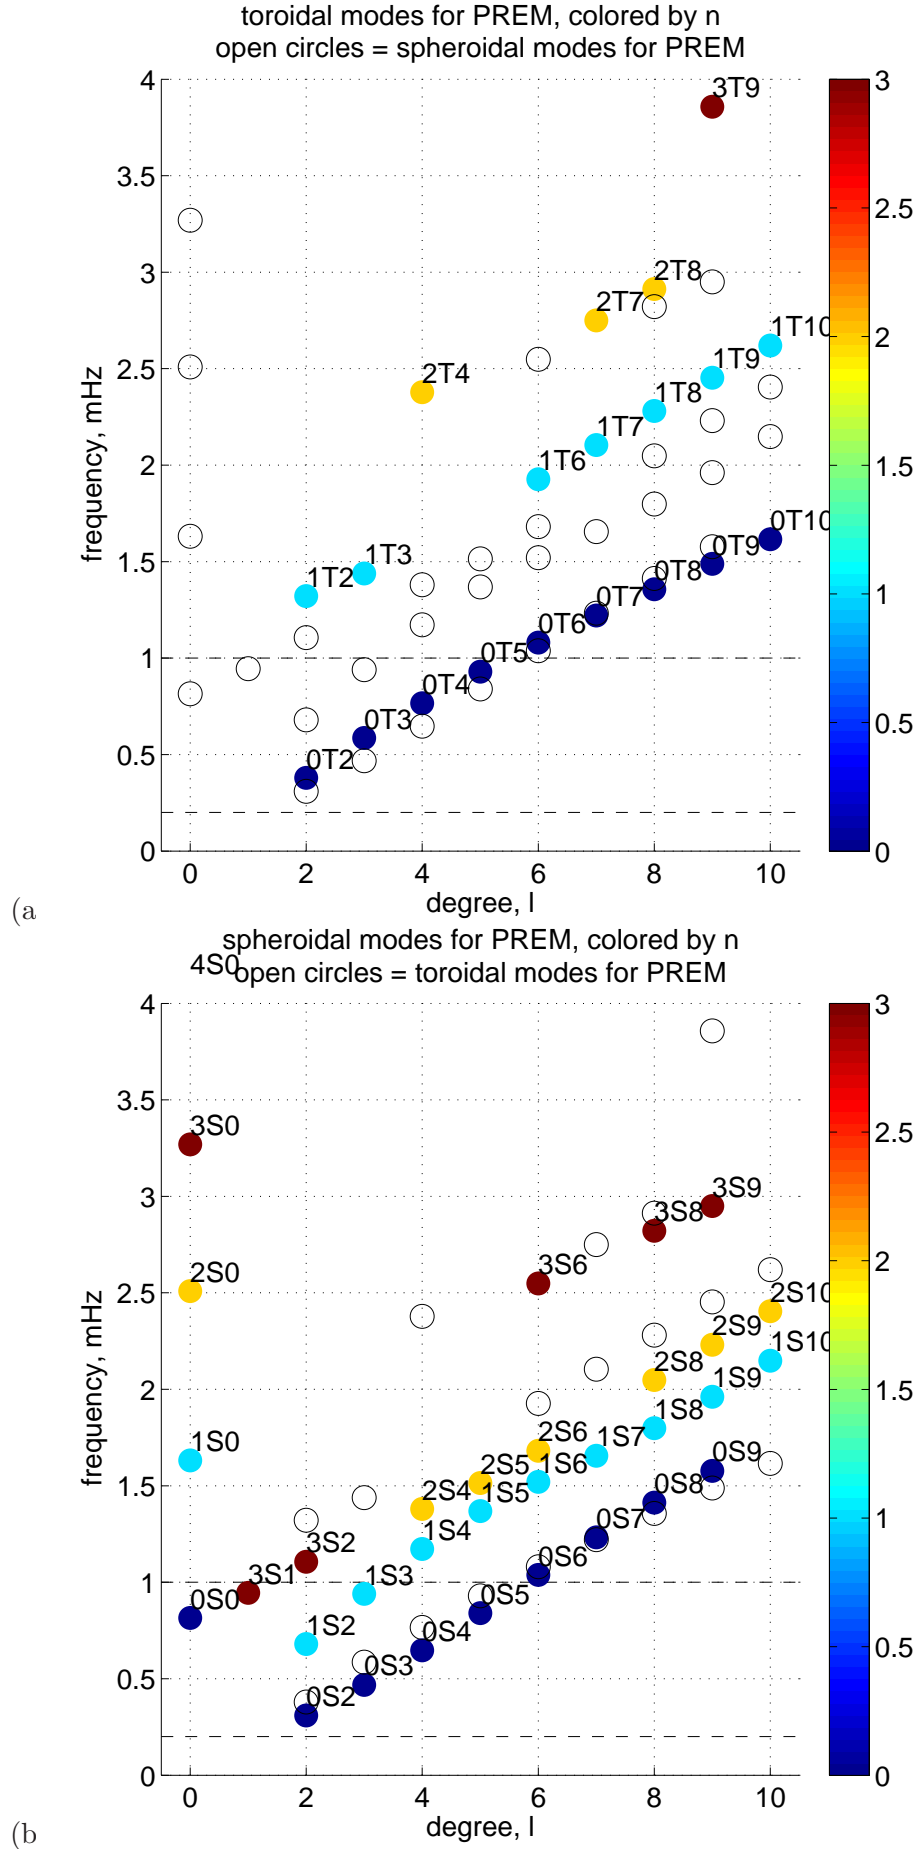 toroidal modes for PREM, colored by n
open circles = spheroidal modes for PREM
4
3.5
3
2.5
2
1.5
1
0.5
0
frequency, mHz
3T9
2T8
2T7
2T4
1T10
1T9
1T8
1T7
1T6
1T3
1T2
0T10
0T9
0T8
0T7
0T6
0T5
0T4
0T3
0T2
0 2 4 6 8 10
degree, l
3
2.5
2
1.5
1
0.5
0
(a
spheroidal modes for PREM, colored by n
4S0
open circles = toroidal modes for PREM
4
3.5
3
2.5
2
1.5
1
0.5
0
frequency, mHz
3S0
3S9
3S8
3S6
2S0
2S10
2S9
1S10
2S8
1S9
1S8
1S0
2S6
1S7
2S5
1S6
2S4
1S5
0S9
0S8
1S4
0S7
3S2
0S6
3S1
1S3
0S0
0S5
1S2
0S4
0S3
0S2
0 2 4 6 8 10
degree, l
3
2.5
2
1.5
1
0.5
0
(b